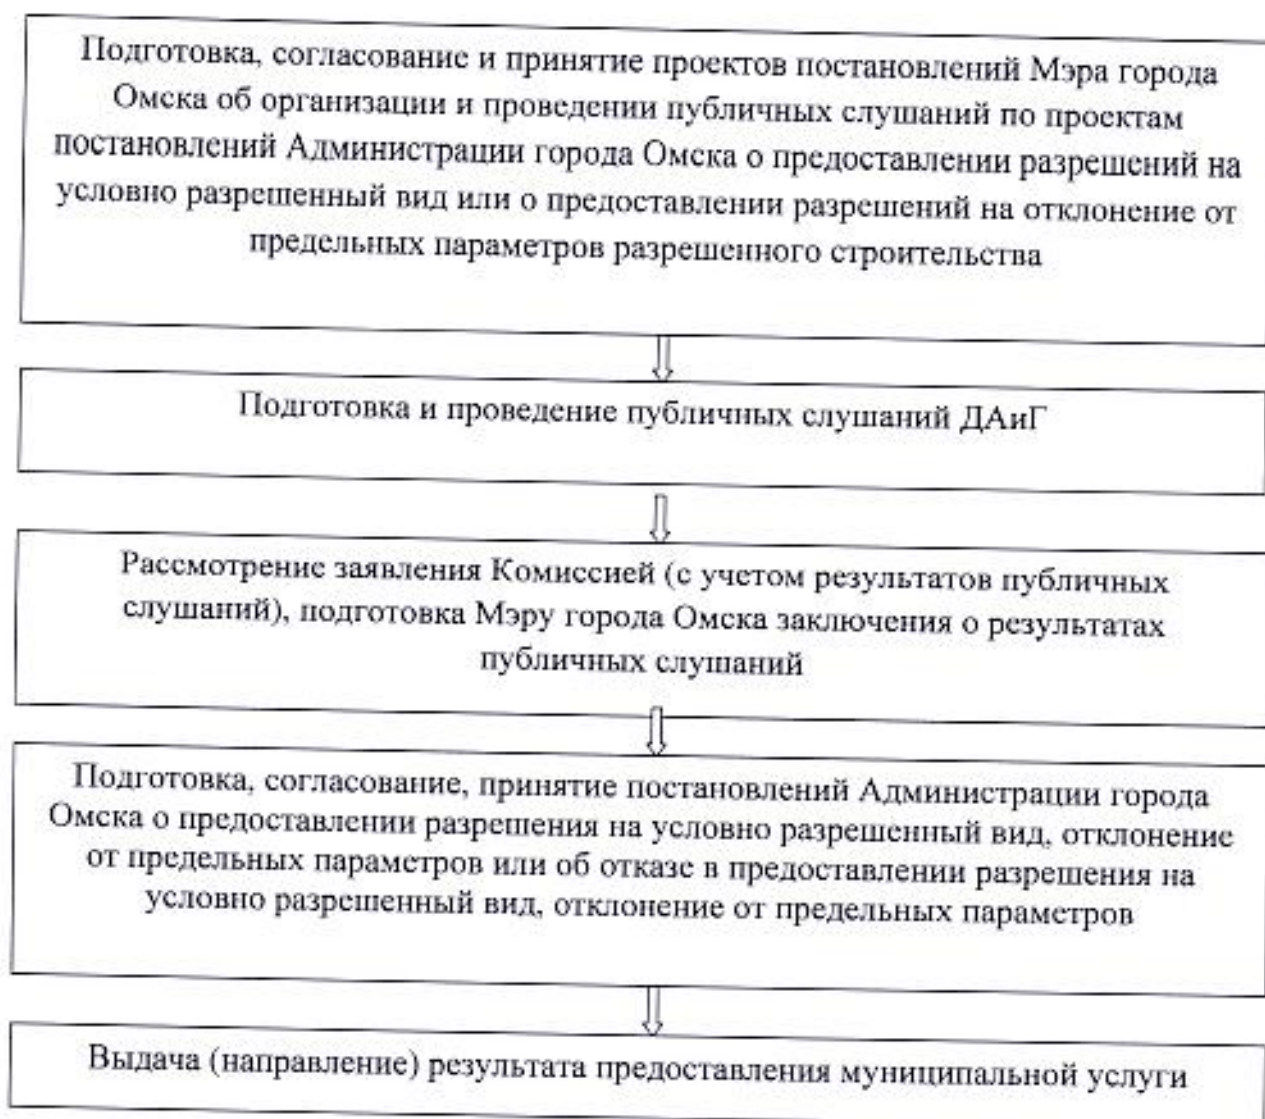 Подготовка, согласование и принятие проектов постановлений Мэра города
Омска об организации и проведении публичных слушаний по проектам
постановлений Администрации города Омска о предоставлении разрешений на
условно разрешенный вид или о предоставлении разрешений на отклонение от
предельных параметров разрешенного строительства
Подготовка и проведение публичных слушаний ДАиГ
Рассмотрение заявления Комиссией (с учетом результатов публичных
слушаний), подготовка Мэру города Омска заключения о результатах
публичных слушаний
Подготовка, согласование, принятие постановлений Администрации города
Омска о предоставлении разрешения на условно разрешенный вид, отклонение
от предельных параметров или об отказе в предоставлении разрешения на
условно разрешенный вид, отклонение от предельных параметров
Выдача (направление) результата предоставления муниципальной услуги